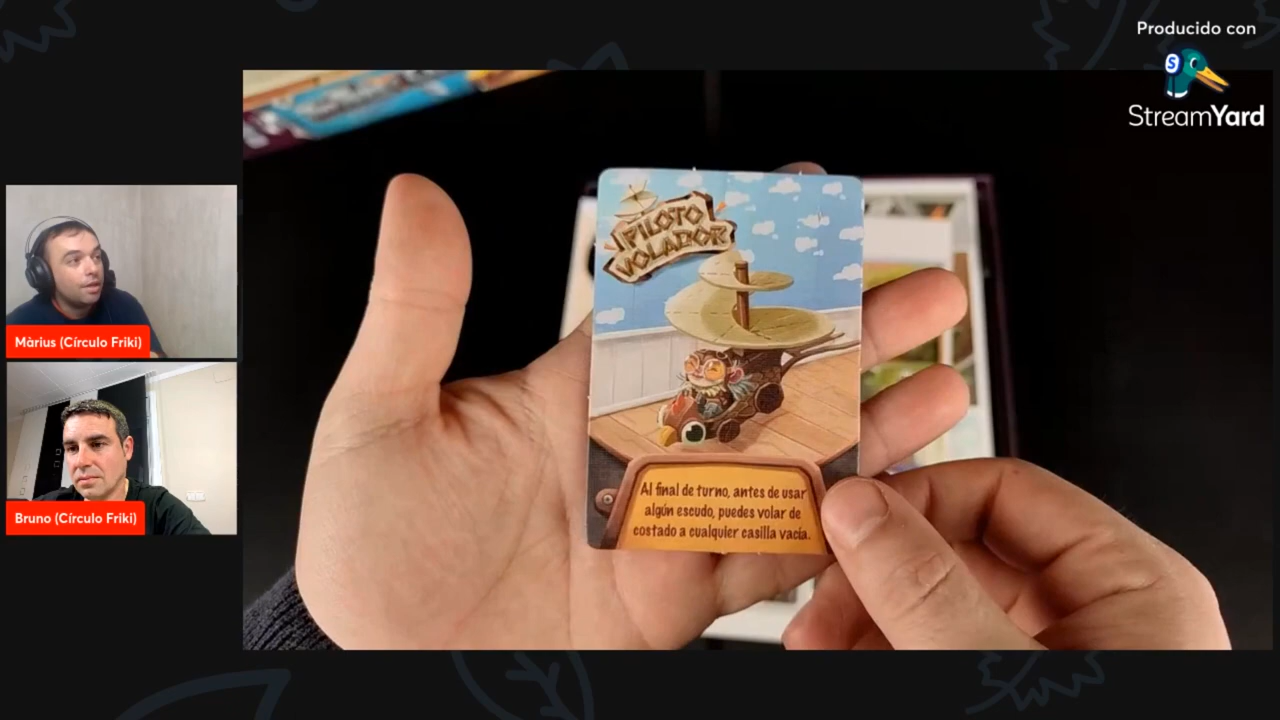 Producido con
StreamYard
Màrius (Círculo Friki)
Bruno (Círculo Friki)
¡PILOTO
VOLADOR!
Al final de turno, antes de usar
algún escudo, puedes volar de
costado a cualquier casilla vacía.